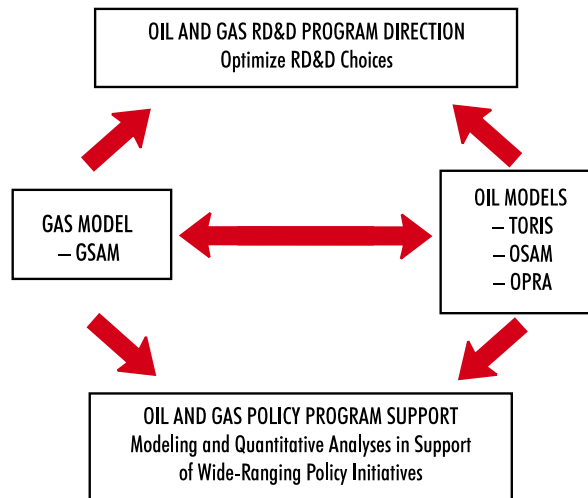 OIL AND GAS RD&D PROGRAM DIRECTION
Optimize RD&D Choices
GAS MODEL
– GSAM
OIL MODELS
– TORIS
– OSAM
– OPRA
OIL AND GAS POLICY PROGRAM SUPPORT
Modeling and Quantitative Analyses in Support
of Wide-Ranging Policy Initiatives